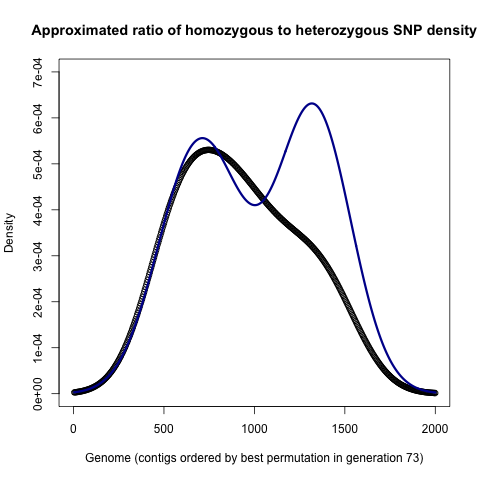 Approximated ratio of homozygous to heterozygous SNP density
7e-04
6e-04
5e-04
4e-04
3e-04
2e-04
1e-04
0e+00
Density
0 500 1000 1500 2000
Genome (contigs ordered by best permutation in generation 73)